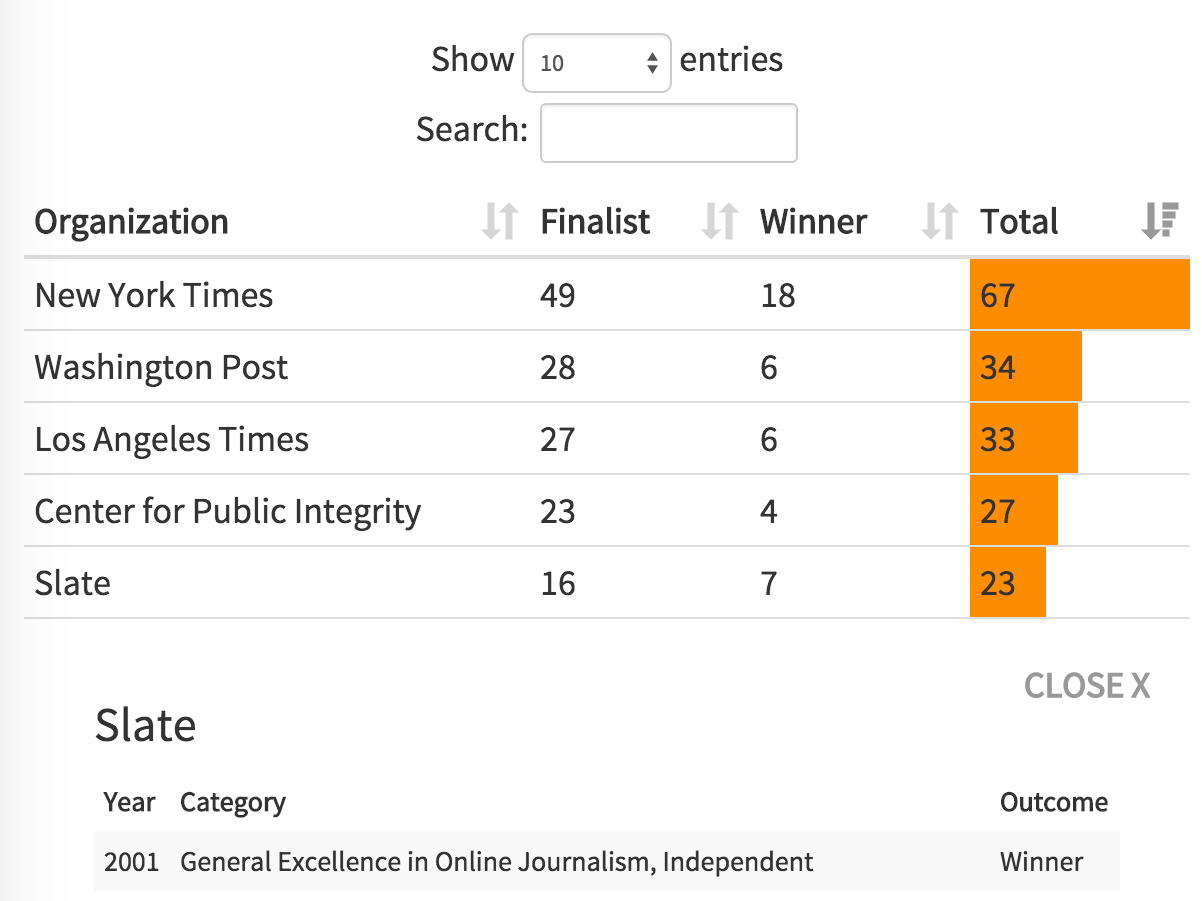 Show 10 entries
Search:
Organization Finalist Winner Total
New York Times 49 18 67
Washington Post 28 6 34
Los Angeles Times 27 6 33
Center for Public Integrity 23 4 27
Slate 16 7 23
CLOSE X
Slate
Year Category Outcome
2001 General Excellence in Online Journalism, Independent Winner